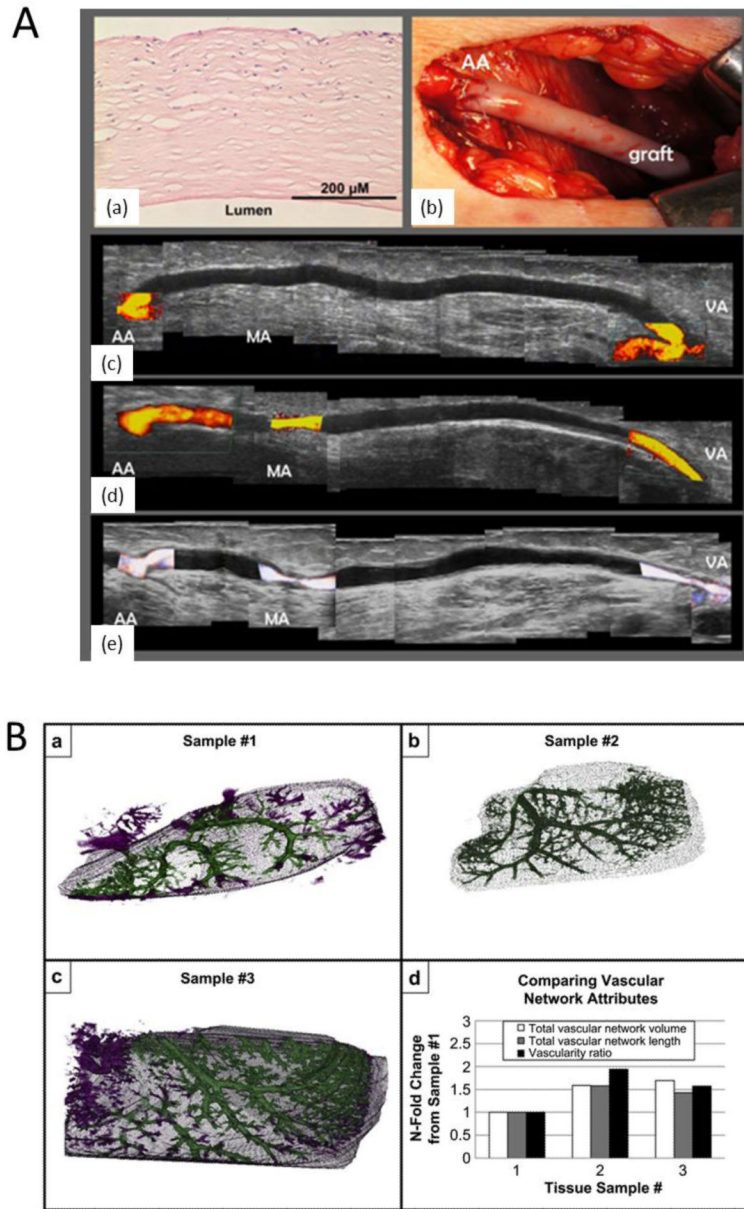 A
200 µM
Lumen
(a)
AA
graft
(b)
AA
MA
VA
(c)
AA
MA
VA
(d)
AA
MA
VA
(e)
B
a
Sample #1
b
Sample #2
c
Sample #3
d
Comparing Vascular
Network Attributes
N-Fold Change
from Sample #1
3
2.5
2
1.5
1
0.5
0
Total vascular network volume
Total vascular network length
Vascularity ratio
1
2
3
Tissue Sample #